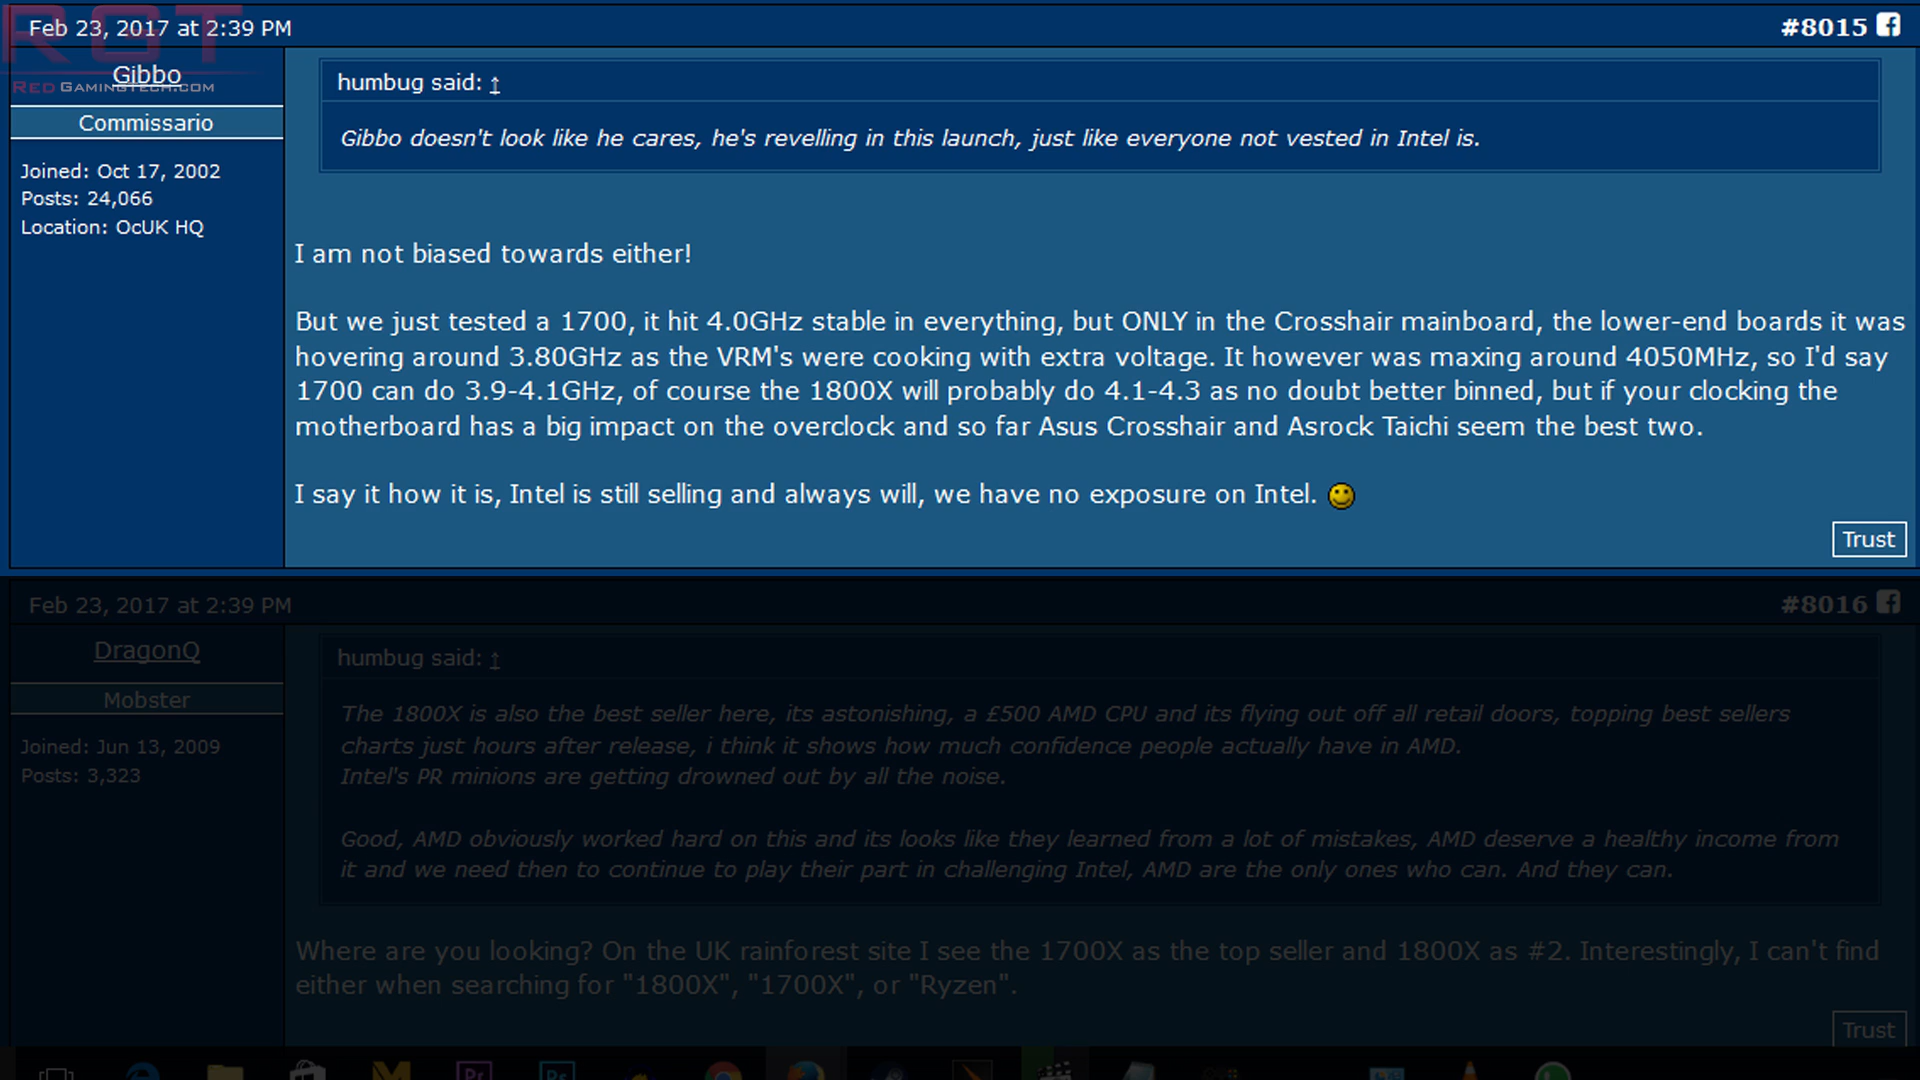 ROT
RED GAMINGTECH.COM
Feb 23, 2017 at 2:39 PM
#8015
Gibbo
Commissario
Joined: Oct 17, 2002
Posts: 24,066
Location: OcUK HQ
humbug said: ↑
Gibbo doesn't look like he cares, he's revelling in this launch, just like everyone not vested in Intel is.
I am not biased towards either!
But we just tested a 1700, it hit 4.0GHz stable in everything, but ONLY in the Crosshair mainboard, the lower-end boards it was
hovering around 3.80GHz as the VRM's were cooking with extra voltage. It however was maxing around 4050MHz, so I'd say
1700 can do 3.9-4.1GHz, of course the 1800X will probably do 4.1-4.3 as no doubt better binned, but if your clocking the
motherboard has a big impact on the overclock and so far Asus Crosshair and Asrock Taichi seem the best two.
I say it how it is, Intel is still selling and always will, we have no exposure on Intel.
Trust
Feb 23, 2017 at 2:39 PM
#8016
DragonQ
Mobster
Joined: Jun 13, 2009
Posts: 3,323
humbug said: ↑
The 1800X is also the best seller here, its astonishing, a £500 AMD CPU and its flying out off all retail doors, topping best sellers
charts just hours after release, i think it shows how much confidence people actually have in AMD.
Intel's PR minions are getting drowned out by all the noise.
Good, AMD obviously worked hard on this and its looks like they learned from a lot of mistakes, AMD deserve a healthy income from
it and we need then to continue to play their part in challenging Intel, AMD are the only ones who can. And they can.
Where are you looking? On the UK rainforest site I see the 1700X as the top seller and 1800X as #2. Interestingly, I can't find
either when searching for "1800X", "1700X", or "Ryzen".
Trust
Pr
Ps